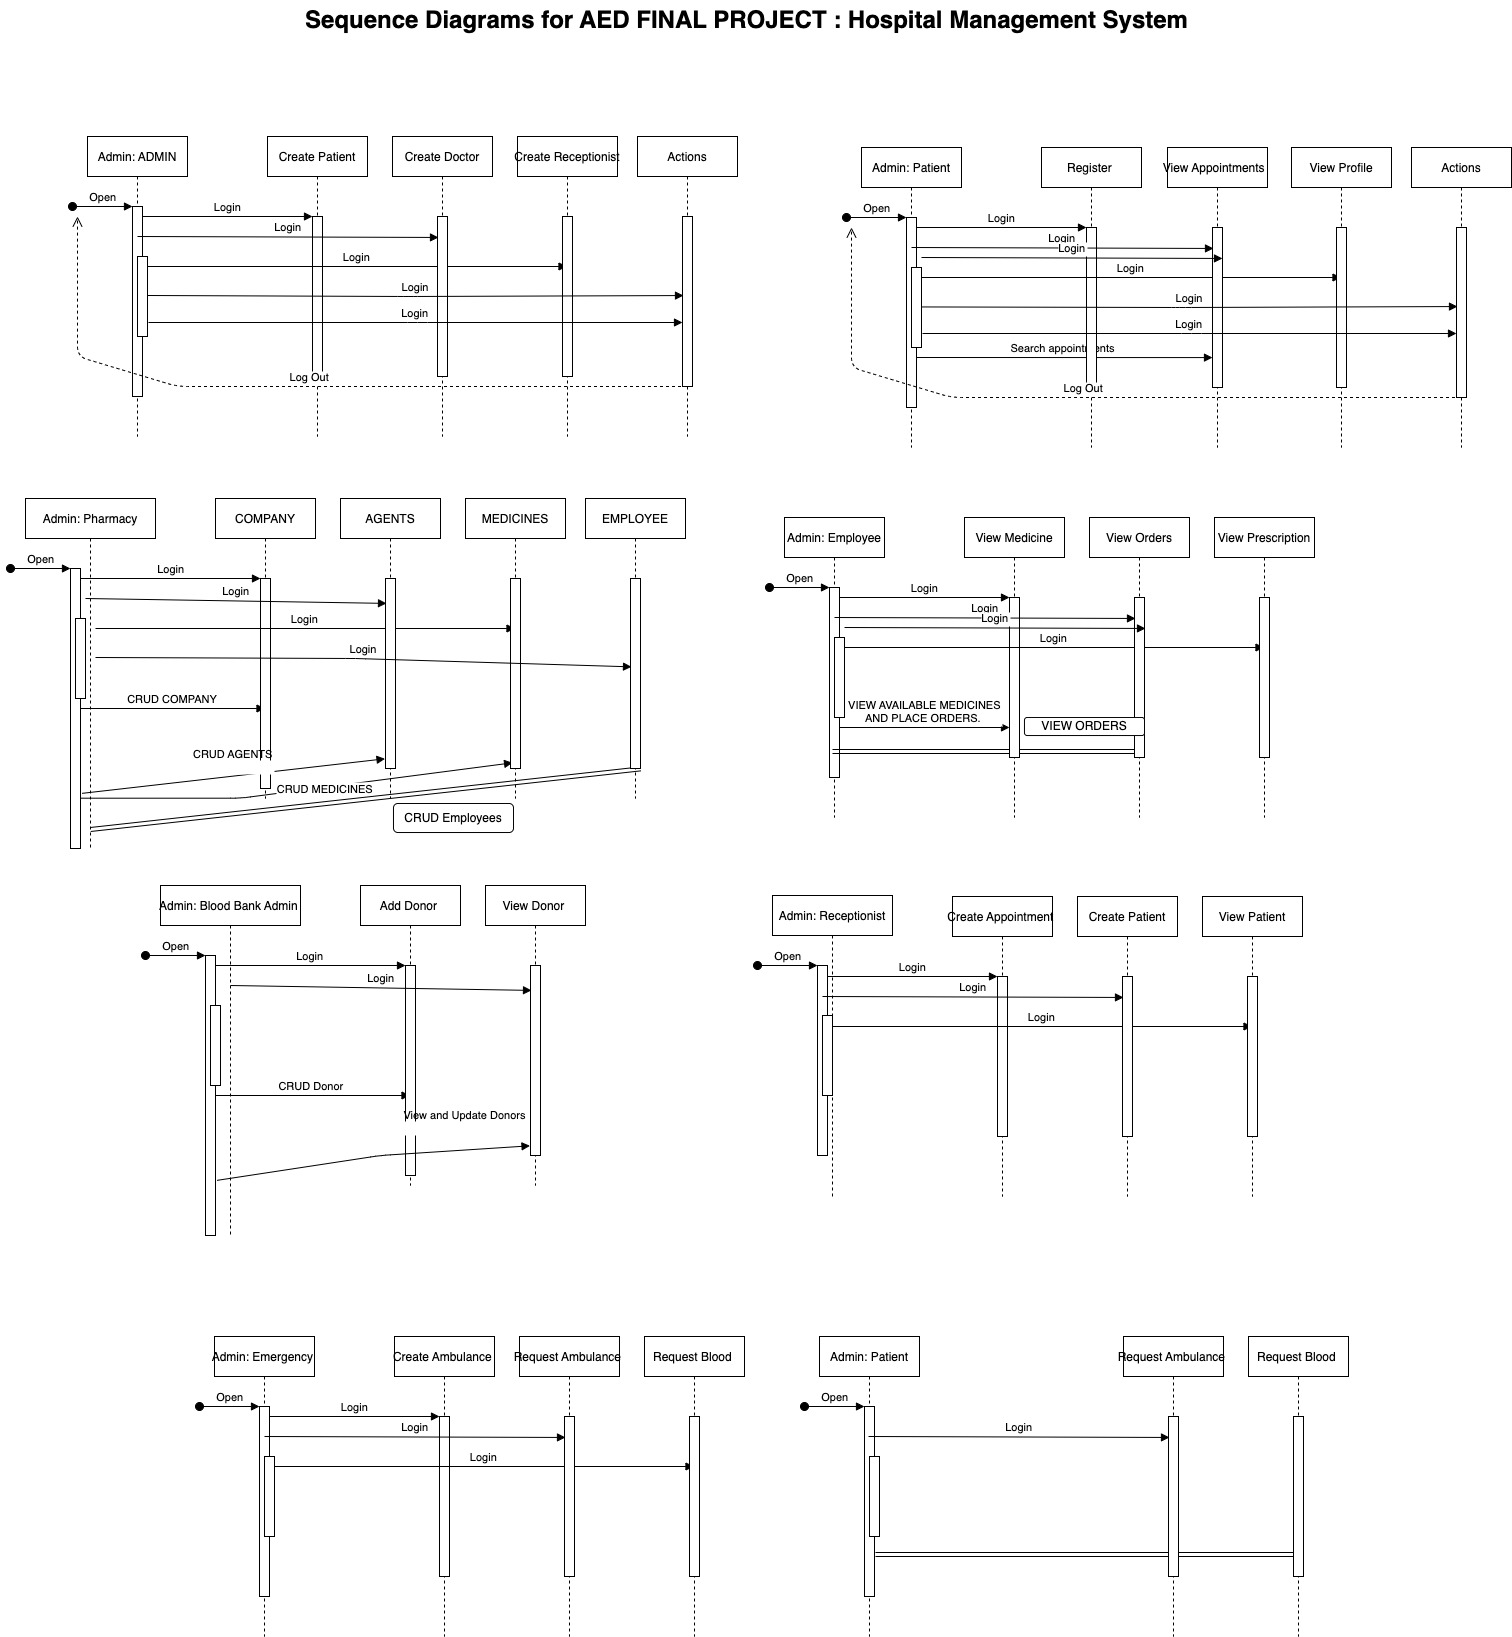 Sequence Diagrams for AED FINAL PROJECT : Hospital Management System
Admin: ADMIN
Create Patient
Create Doctor
Create Receptionist
Actions
Open
Login
Login
Login
Login
Login
Log Out
Admin: Patient
Register
View Appointments
View Profile
Actions
Open
Login
Login
Login
Login
Login
Login
Search appointments
Log Out
Admin: Pharmacy
COMPANY
AGENTS
MEDICINES
EMPLOYEE
Open
Login
Login
Login
Login
CRUD COMPANY
CRUD AGENTS
CRUD MEDICINES
CRUD Employees
Admin: Employee
View Medicine
View Orders
View Prescription
Open
Login
Login
Login
Login
VIEW AVAILABLE MEDICINES
AND PLACE ORDERS.
VIEW ORDERS
Admin: Blood Bank Admin
Add Donor
View Donor
Open
Login
Login
CRUD Donor
View and Update Donors
Admin: Receptionist
Create Appointment
Create Patient
View Patient
Open
Login
Login
Login
Admin: Emergency
Create Ambulance
Request Ambulance
Request Blood
Open
Login
Login
Login
Admin: Patient
Request Ambulance
Request Blood
Open
Login